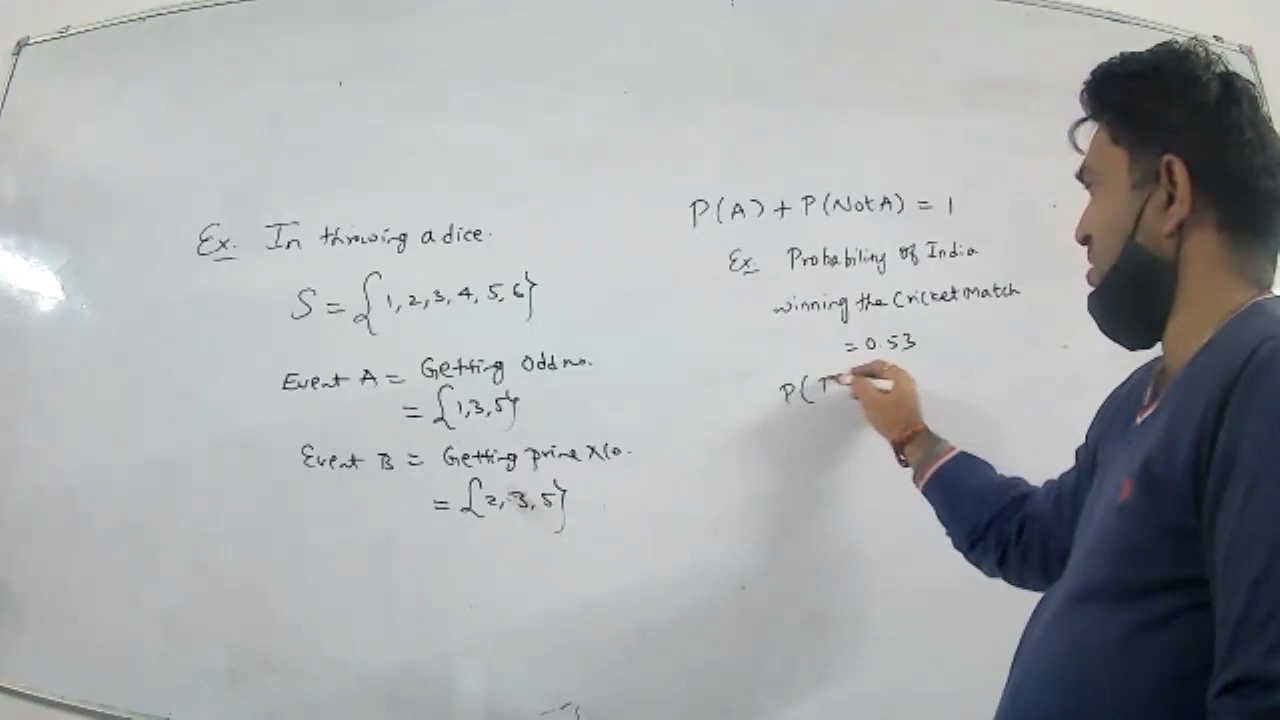 Ex. In throwing a dice.
S = {1, 2, 3, 4, 5, 6}
Event A = Getting Odd no.
= {1, 3, 5}
Event B = Getting prime No.
= {2, 3, 5}
P(A) + P(Not A) = 1
Ex. Probability of India
winning the Cricket Match
= 0.53
P(